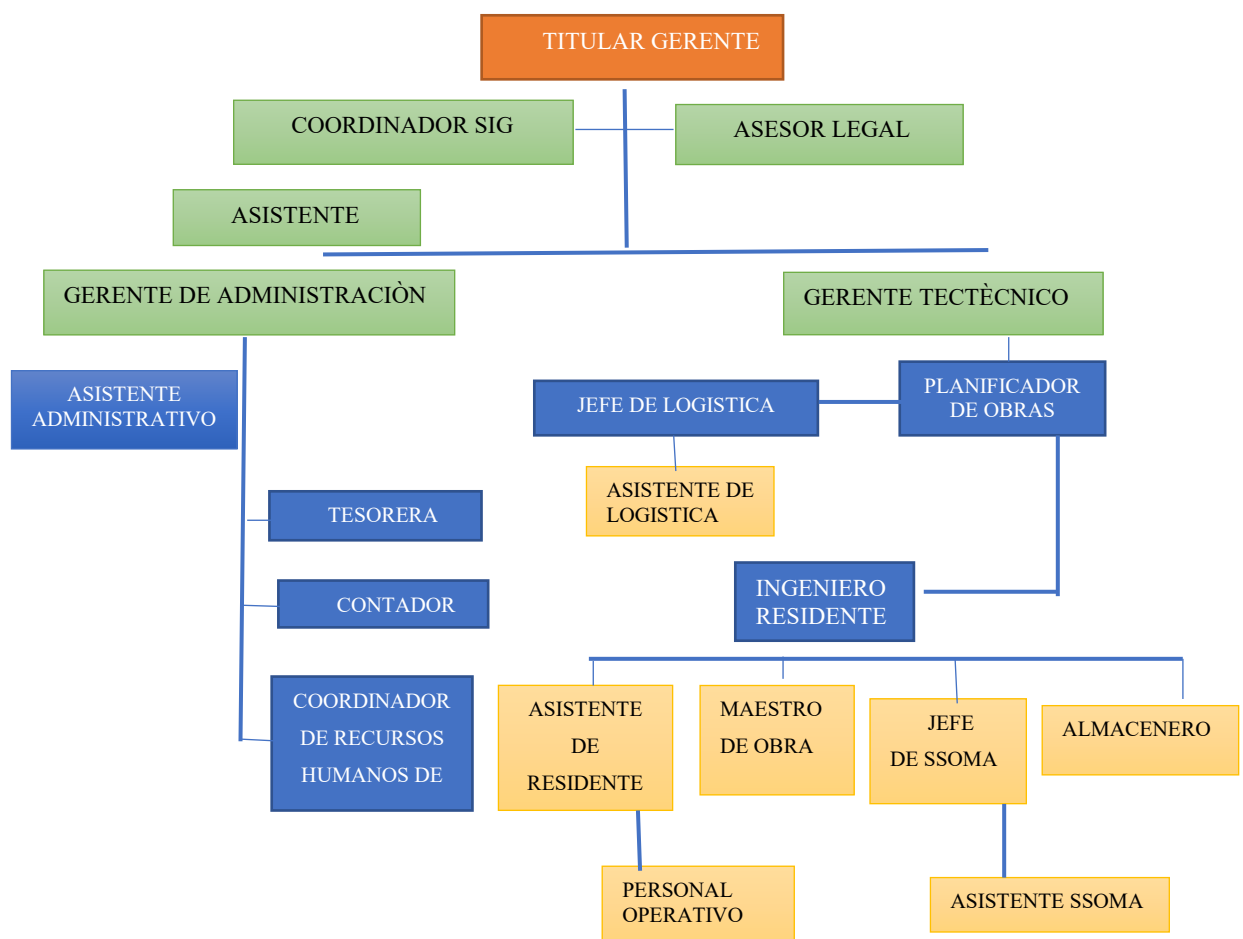 TITULAR GERENTE
COORDINADOR SIG
ASESOR LEGAL
ASISTENTE
GERENTE DE ADMINISTRACIÒN
GERENTE TECTÈCNICO
ASISTENTE
ADMINISTRATIVO
JEFE DE LOGISTICA
PLANIFICADOR
DE OBRAS
ASISTENTE DE
LOGISTICA
TESORERA
INGENIERO
RESIDENTE
CONTADOR
COORDINADOR
DE RECURSOS
HUMANOS DE
ASISTENTE
DE
RESIDENTE
MAESTRO
DE OBRA
JEFE
DE SSOMA
ALMACENERO
PERSONAL
OPERATIVO
ASISTENTE SSOMA